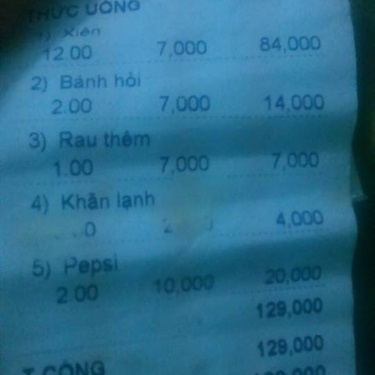 THỨC UỐNG
1) Xiên
12.00 7,000 84,000
2) Bánh hỏi
2.00 7,000 14,000
3) Rau thêm
1.00 7,000 7,000
4) Khăn lạnh
4,000
5) Pepsi
2.00 10,000 20,000
129,000
129,000
T.CỘNG